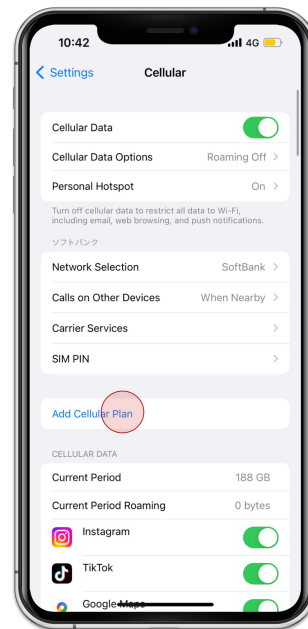 10:42
4G
Settings
Cellular
Cellular Data
Cellular Data Options Roaming Off
Personal Hotspot On
Turn off cellular data to restrict all data to Wi-Fi,
including email, web browsing, and push notifications.
ソフトバンク
Network Selection SoftBank
Calls on Other Devices When Nearby
Carrier Services
SIM PIN
Add Cellular Plan
CELLULAR DATA
Current Period 188 GB
Current Period Roaming 0 bytes
Instagram
TikTok
Google Maps